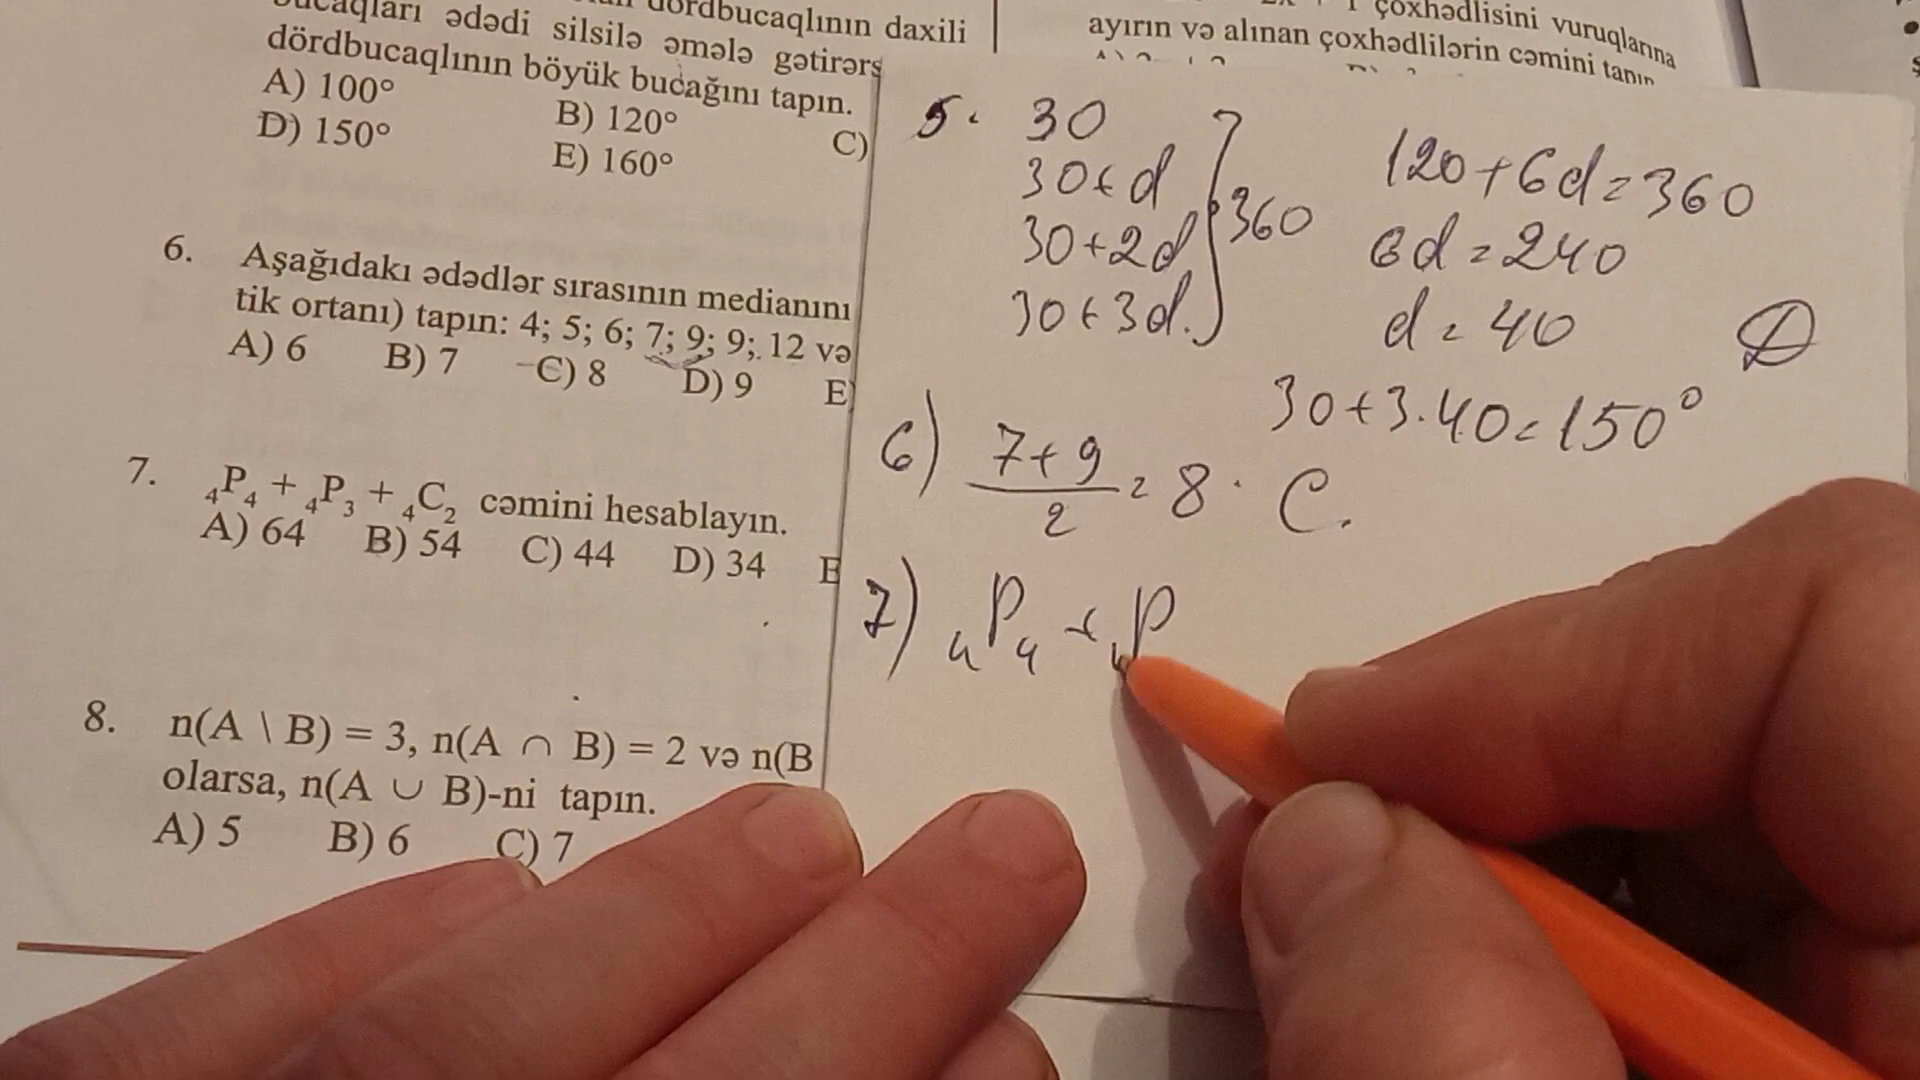 dördbucaqlının daxili
bucaqları ədədi silsilə əmələ gətirərs
dördbucaqlının böyük bucağını tapın.
A) 100° B) 120° C)
D) 150° E) 160°
6. Aşağıdakı ədədlər sırasının medianını
tik ortanı) tapın: 4; 5; 6; 7; 9; 9; 12 və
A) 6 B) 7 C) 8 D) 9 E)
7. ₄P₄ + ₄P₃ + ₄C₂ cəmini hesablayın.
A) 64 B) 54 C) 44 D) 34 E
8. n(A \ B) = 3, n(A ∩ B) = 2 və n(B
olarsa, n(A ∪ B)-ni tapın.
A) 5 B) 6 C) 7
çoxhədlisini vuruqlarına
ayırın və alınan çoxhədlilərin cəmini tapın
5. 30
30+d
30+2d
30+3d.
360
120+6d=360
6d=240
d=40
D
30+3·40=150°
6) 7+9/2=8. C.
7) ₄P₄+₄P